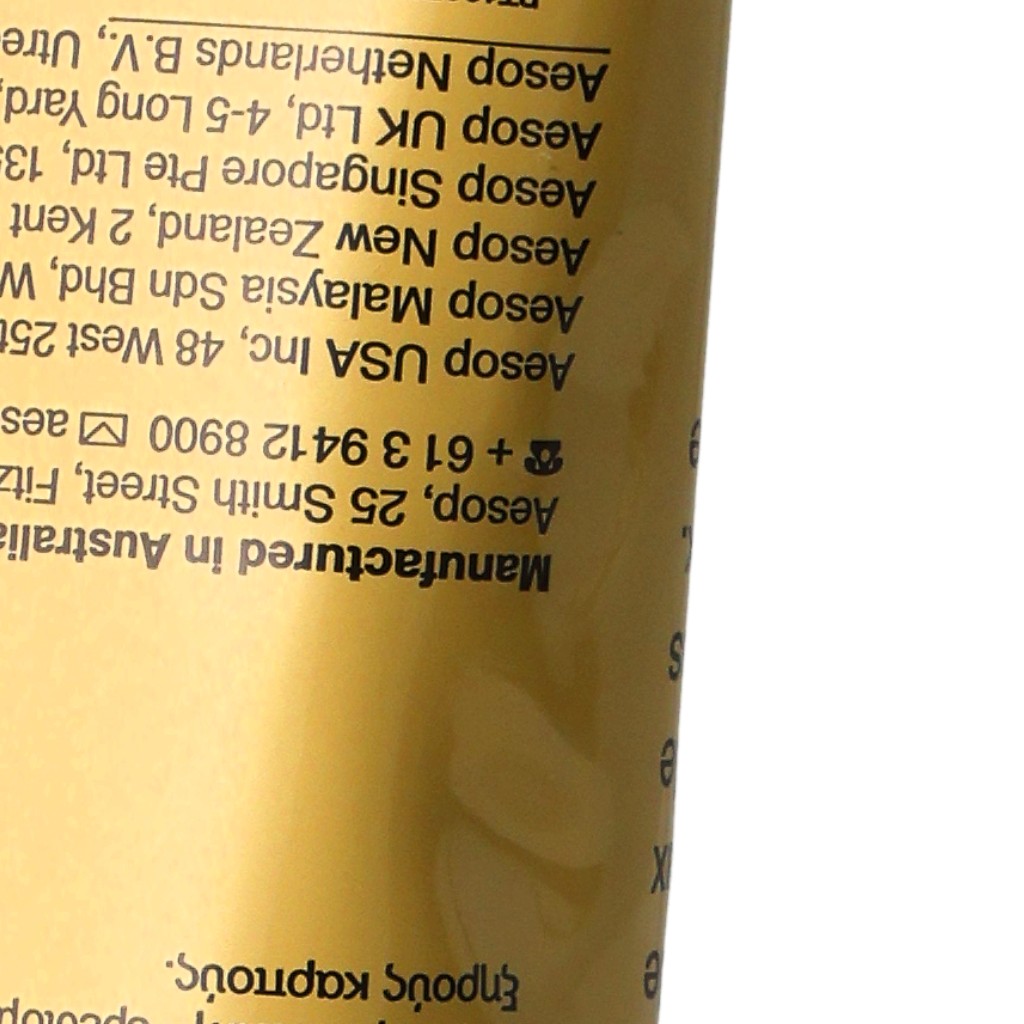 ξηρούς καρπούς.
Manufactured in Australia
Aesop, 25 Smith Street,
☎ + 61 3 9412 8900 ✉ aes
Aesop USA Inc, 48 West 25t
Aesop Malaysia Sdn Bhd, W
Aesop New Zealand, 2 Kent
Aesop Singapore Pte Ltd, 13
Aesop UK Ltd, 4-5 Long Yard,
Aesop Netherlands B.V., Utre